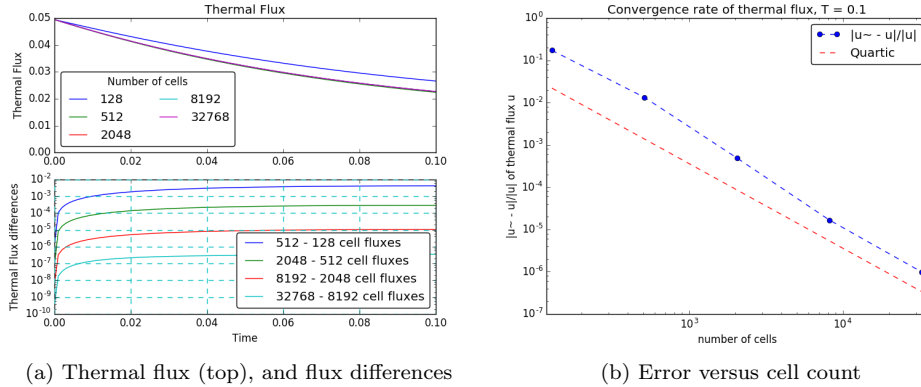 Thermal Flux
Thermal Flux
0.05
0.04
0.03
0.02
0.01
0.00
Number of cells
128
512
2048
8192
32768
0.00 0.02 0.04 0.06 0.08 0.10
Thermal Flux differences
10^-2
10^-3
10^-4
10^-5
10^-6
10^-7
10^-8
10^-9
10^-10
512 - 128 cell fluxes
2048 - 512 cell fluxes
8192 - 2048 cell fluxes
32768 - 8192 cell fluxes
0.00 0.02 0.04 0.06 0.08 0.10
Time
(a) Thermal flux (top), and flux differences
Convergence rate of thermal flux, T = 0.1
|u~ - u|/|u| of thermal flux u
10^0
10^-1
10^-2
10^-3
10^-4
10^-5
10^-6
10^-7
|u~ - u|/|u|
Quartic
10^3 10^4
number of cells
(b) Error versus cell count